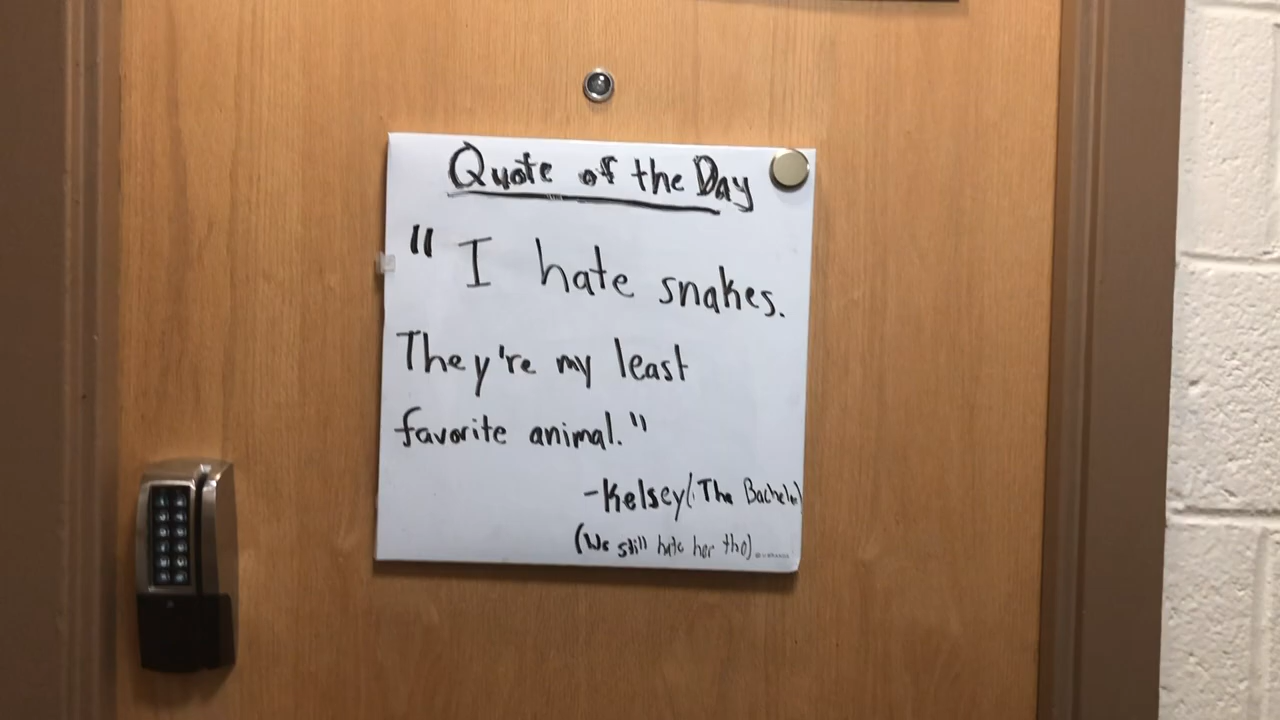 Quote of the Day
" I hate snakes.
They're my least
favorite animal."
-Kelsey (The Bachelor)
(We still hate her tho)